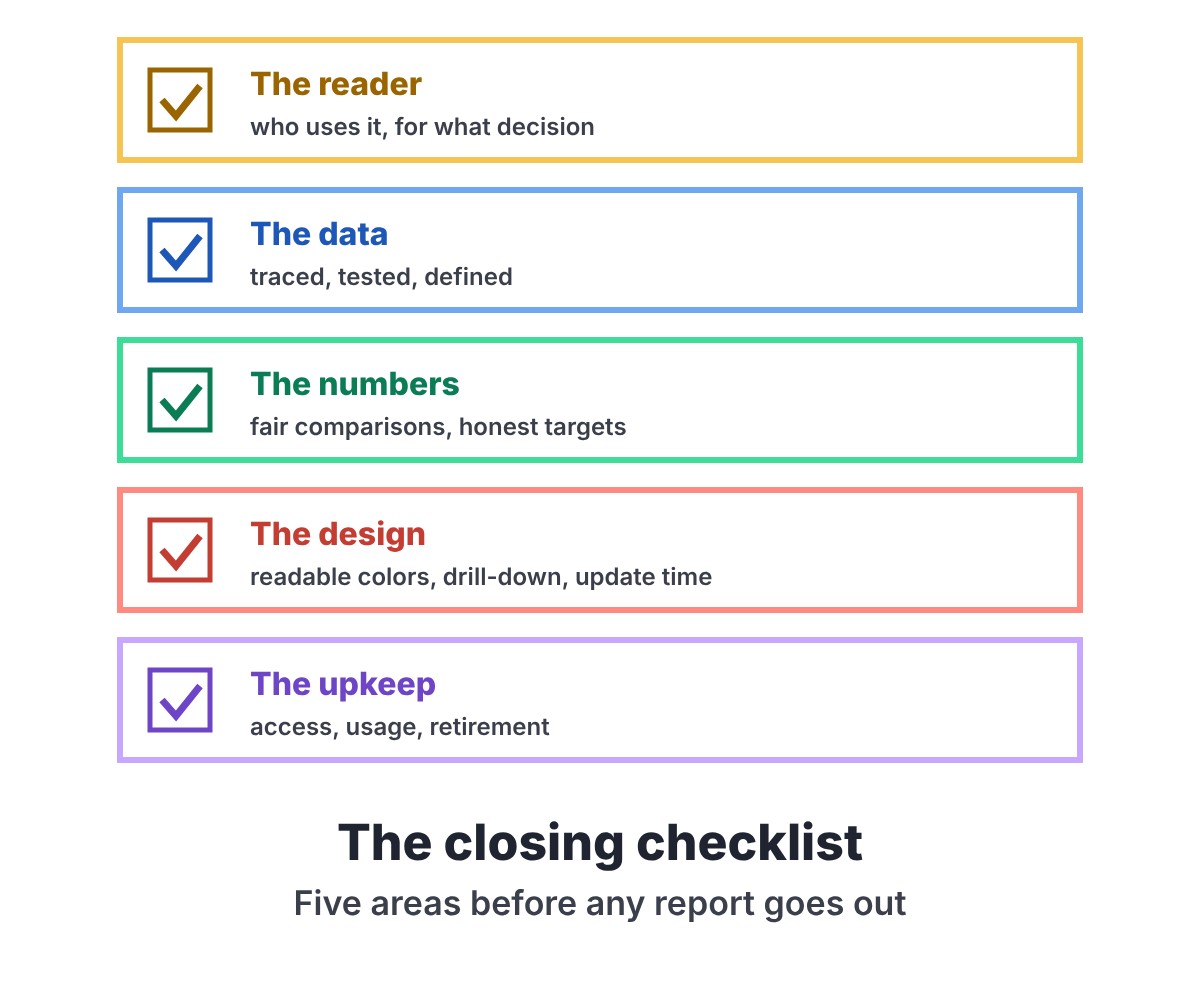 The reader
who uses it, for what decision
The data
traced, tested, defined
The numbers
fair comparisons, honest targets
The design
readable colors, drill-down, update time
The upkeep
access, usage, retirement
The closing checklist
Five areas before any report goes out